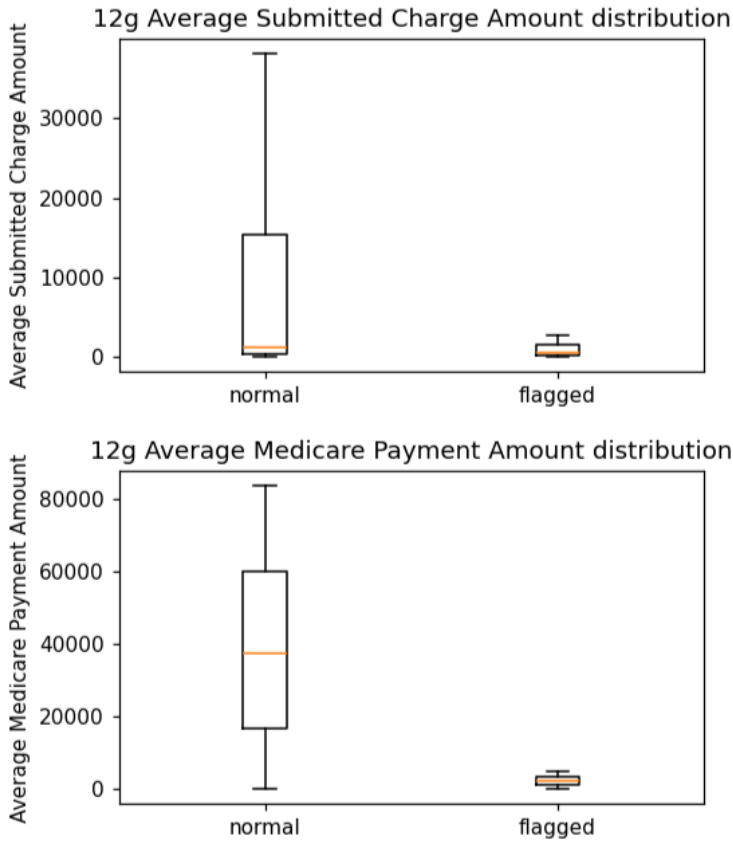 12g Average Submitted Charge Amount distribution
Average Submitted Charge Amount
30000
20000
10000
0
normal
flagged
12g Average Medicare Payment Amount distribution
Average Medicare Payment Amount
80000
60000
40000
20000
0
normal
flagged